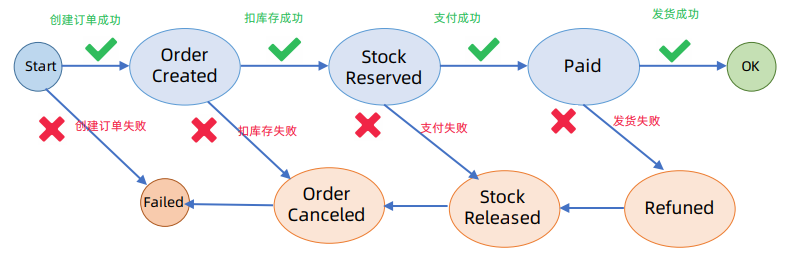 创建订单成功
扣库存成功
支付成功
发货成功
Start
Order
Created
Stock
Reserved
Paid
OK
创建订单失败
扣库存失败
支付失败
发货失败
Failed
Order
Canceled
Stock
Released
Refuned